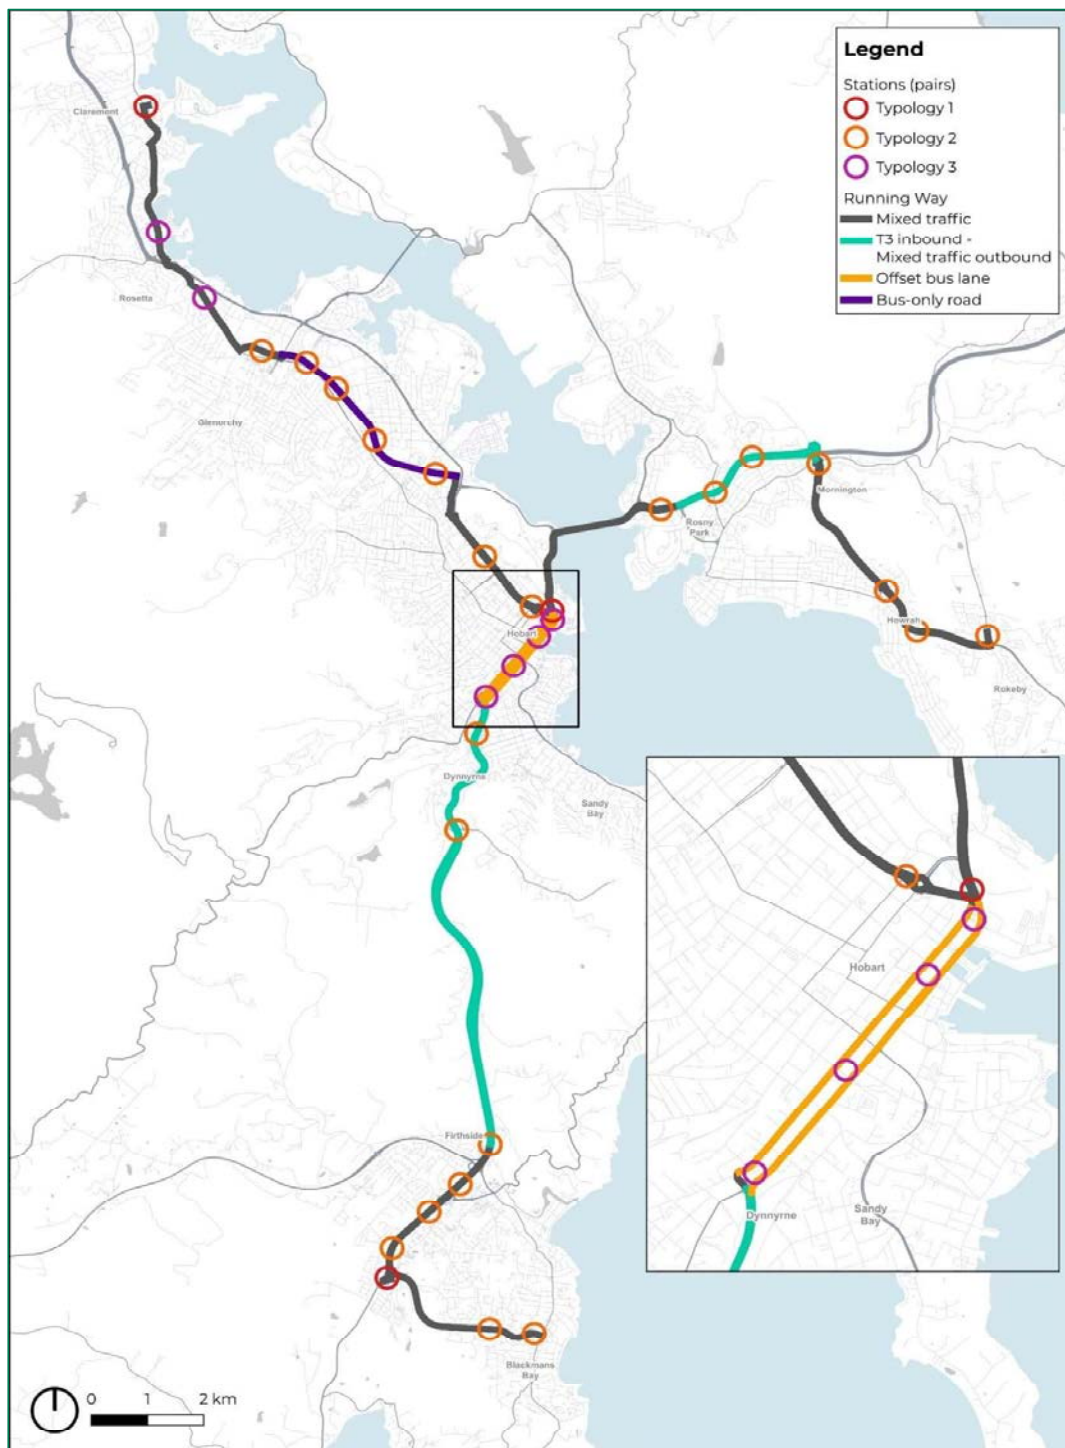 Legend
Stations (pairs)
Typology 1
Typology 2
Typology 3
Running Way
Mixed traffic
T3 inbound -
Mixed traffic outbound
Offset bus lane
Bus-only road
Claremont
Rosetta
Glenorchy
Mornington
Rosny
Park
Howrah
Hobart
Rokeby
Dynnyrne
Sandy
Bay
Hobart
Dynnyrne
Sandy
Bay
Firthside
Blackmans
Bay
0 1 2 km